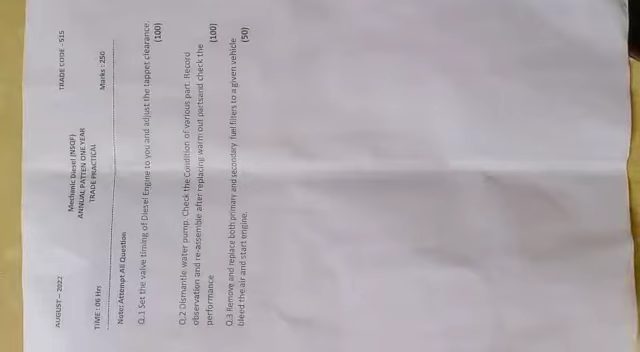 AUGUST – 2022 TRADE CODE - 515
Mechanic Diesel (NSQF)
ANNUAL PATTEN ONE YEAR
TRADE PRACTICAL
TIME : 06 Hrs Marks : 250
Note: Attempt All Question
Q.1 Set the valve timing of Diesel Engine to you and adjust the tappet clearance.
(100)
Q.2 Dismantle water pump. Check the Condition of various part. Record
observation and re-assemble after replacing warm out partsand check the
performance (100)
Q.3 Remove and replace both primary and secondary fuel filters to a given vehicle
bleed the air and start engine. (50)